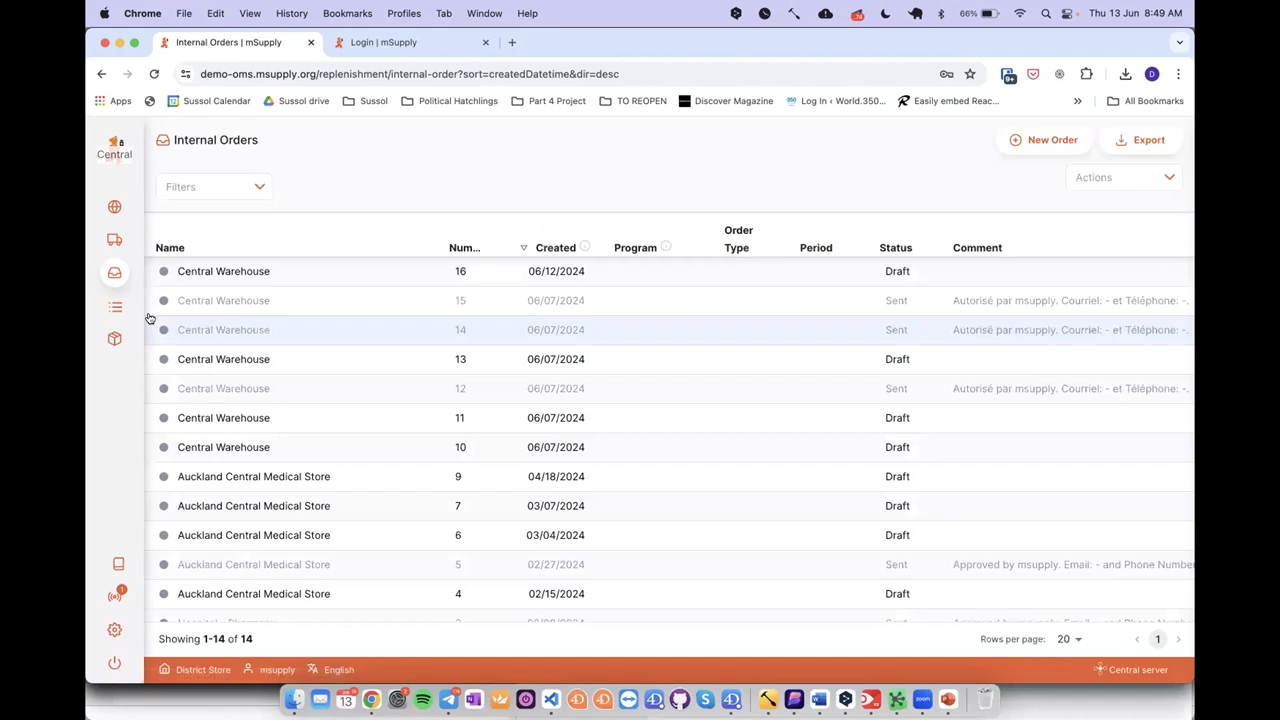 Chrome File Edit View History Bookmarks Profiles Tab Window Help 66% Thu 13 Jun 8:49 AM
Internal Orders | mSupply Login | mSupply
demo-oms.msupply.org/replenishment/internal-order?sort=createdDatetime&dir=desc
Apps Sussol Calendar Sussol drive Sussol Political Hatchlings Part 4 Project TO REOPEN Discover Magazine Log In ‹ World.350... Easily embed Reac... » All Bookmarks
Central
Internal Orders New Order Export
Filters Actions
Name Num... Created Program Order Type Period Status Comment
Central Warehouse 16 06/12/2024 Draft
Central Warehouse 15 06/07/2024 Sent Autorisé par msupply. Courriel: - et Téléphone: -.
Central Warehouse 14 06/07/2024 Sent Autorisé par msupply. Courriel: - et Téléphone: -.
Central Warehouse 13 06/07/2024 Draft
Central Warehouse 12 06/07/2024 Sent Autorisé par msupply. Courriel: - et Téléphone: -.
Central Warehouse 11 06/07/2024 Draft
Central Warehouse 10 06/07/2024 Draft
Auckland Central Medical Store 9 04/18/2024 Draft
Auckland Central Medical Store 7 03/07/2024 Draft
Auckland Central Medical Store 6 03/04/2024 Draft
Auckland Central Medical Store 5 02/27/2024 Sent Approved by msupply. Email: - and Phone Number
Auckland Central Medical Store 4 02/15/2024 Draft
Showing 1-14 of 14 Rows per page: 20 1
District Store msupply English Central server